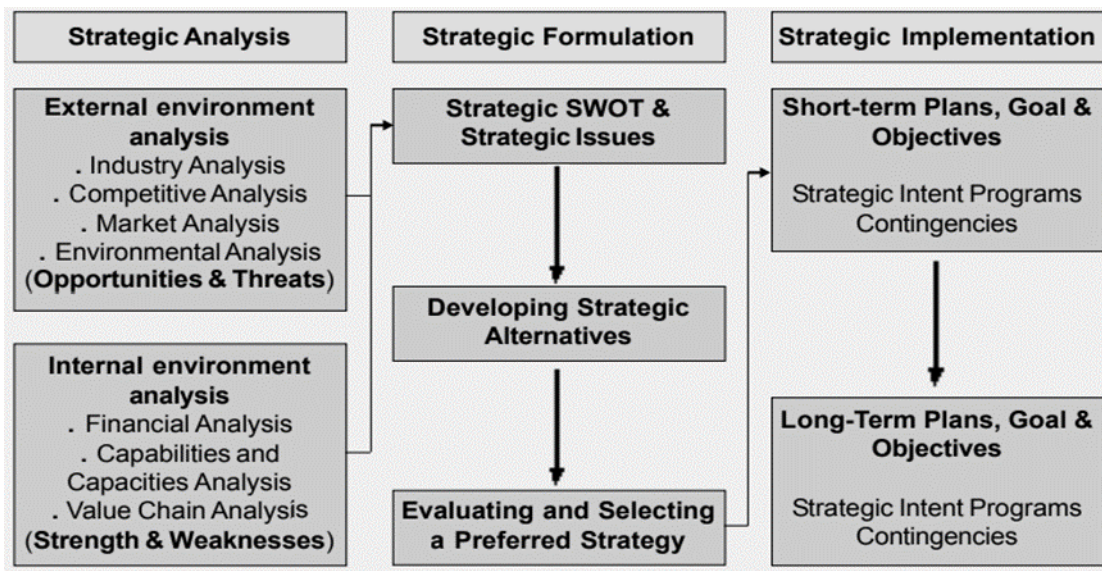 Strategic Analysis
External environment
analysis
. Industry Analysis
. Competitive Analysis
. Market Analysis
. Environmental Analysis
(Opportunities & Threats)
Internal environment
analysis
. Financial Analysis
. Capabilities and
Capacities Analysis
. Value Chain Analysis
(Strength & Weaknesses)
Strategic Formulation
Strategic SWOT &
Strategic Issues
Developing Strategic
Alternatives
Evaluating and Selecting
a Preferred Strategy
Strategic Implementation
Short-term Plans, Goal &
Objectives
Strategic Intent Programs
Contingencies
Long-Term Plans, Goal &
Objectives
Strategic Intent Programs
Contingencies